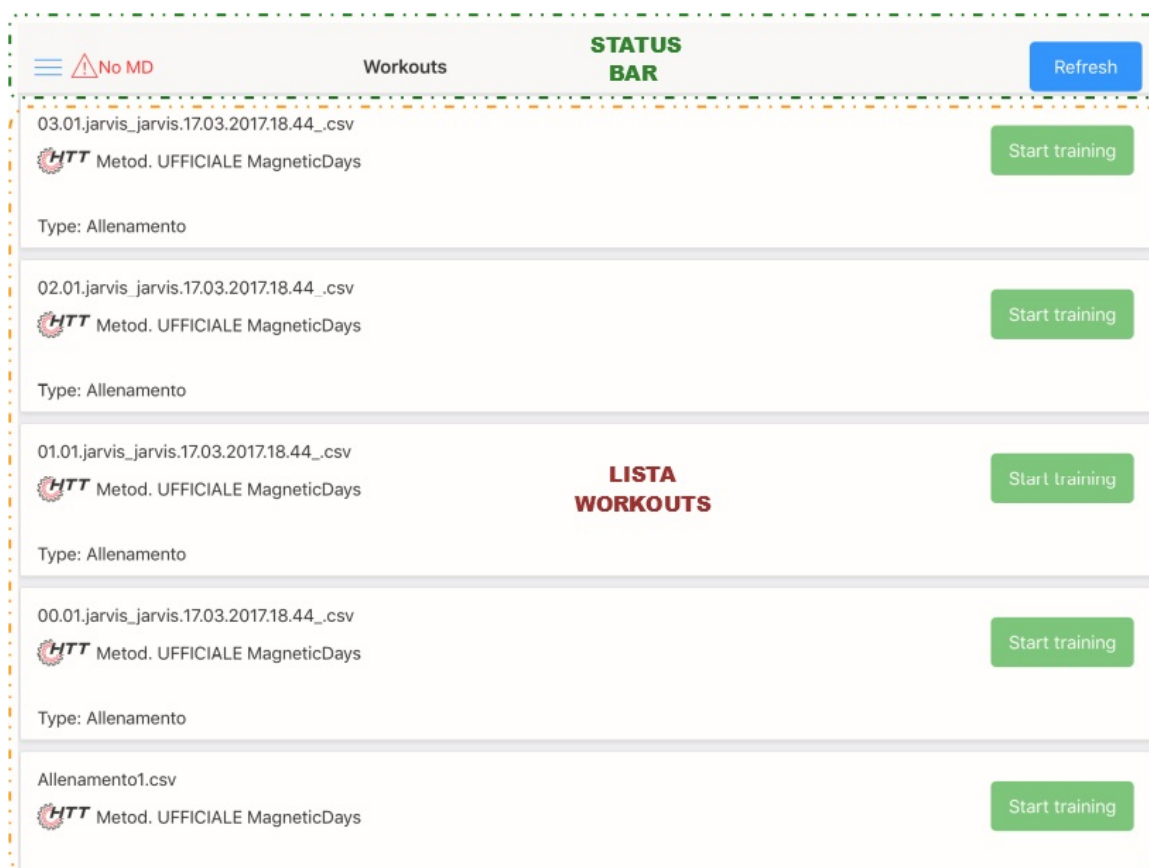 No MD
Workouts
STATUS
BAR
Refresh
03.01.jarvis_jarvis.17.03.2017.18.44_.csv
HTT Metod. UFFICIALE MagneticDays
Start training
Type: Allenamento
02.01.jarvis_jarvis.17.03.2017.18.44_.csv
HTT Metod. UFFICIALE MagneticDays
Start training
Type: Allenamento
01.01.jarvis_jarvis.17.03.2017.18.44_.csv
HTT Metod. UFFICIALE MagneticDays
LISTA
WORKOUTS
Start training
Type: Allenamento
00.01.jarvis_jarvis.17.03.2017.18.44_.csv
HTT Metod. UFFICIALE MagneticDays
Start training
Type: Allenamento
Allenamento1.csv
HTT Metod. UFFICIALE MagneticDays
Start training